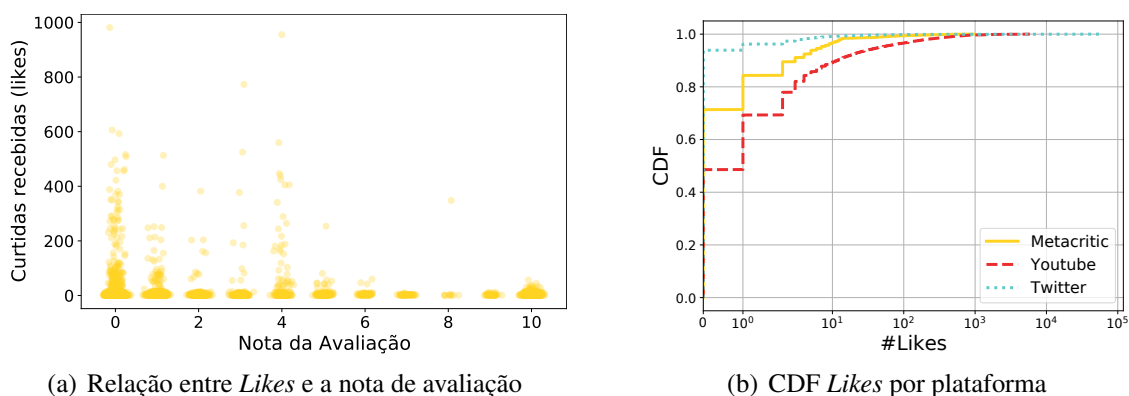 1000
800
600
400
200
0
Curtidas recebidas (likes)
0 2 4 6 8 10
Nota da Avaliação
(a) Relação entre Likes e a nota de avaliação
1.0
0.8
0.6
0.4
0.2
0.0
CDF
Metacritic
Youtube
Twitter
0 10⁰ 10¹ 10² 10³ 10⁴ 10⁵
#Likes
(b) CDF Likes por plataforma